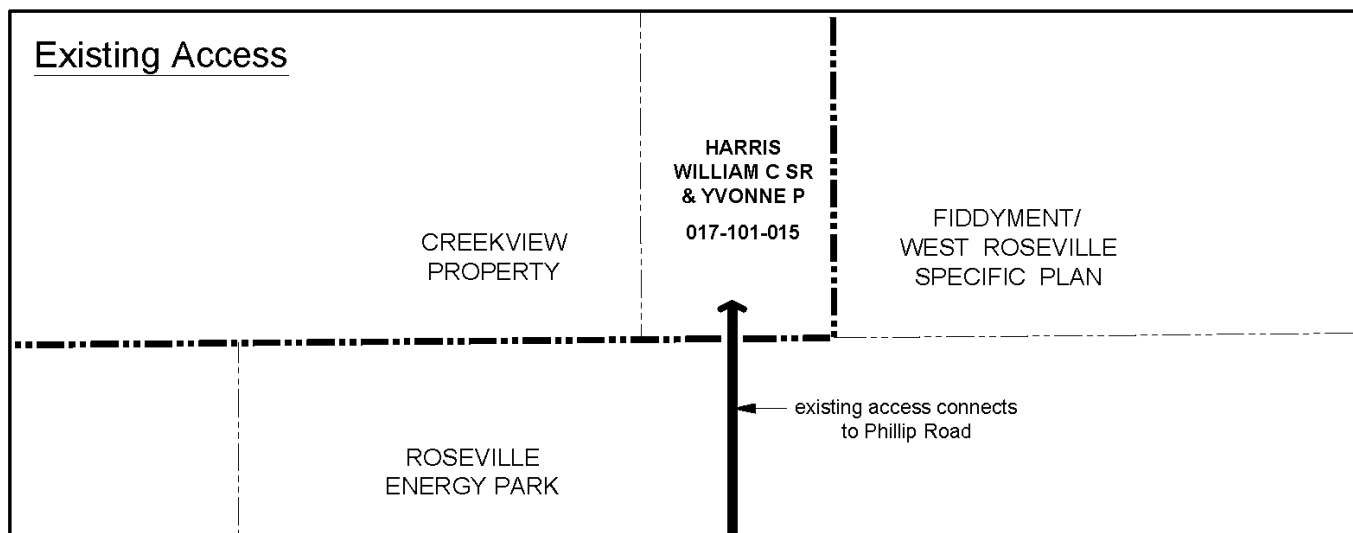 Existing Access
HARRIS
WILLIAM C SR
& YVONNE P
017-101-015
CREEKVIEW
PROPERTY
FIDDYMENT/
WEST ROSEVILLE
SPECIFIC PLAN
existing access connects
to Phillip Road
ROSEVILLE
ENERGY PARK